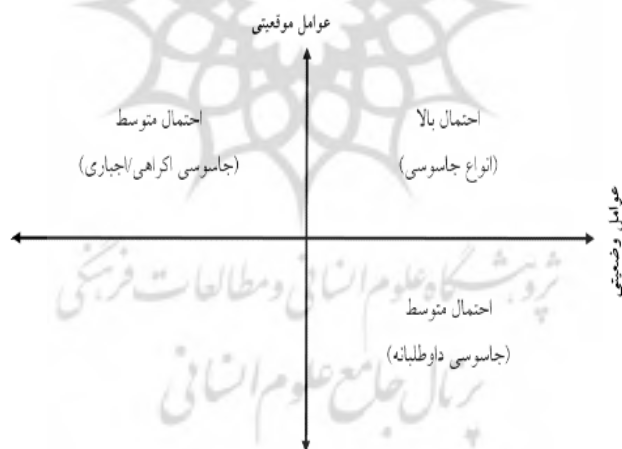 عوامل موقعیتی
احتمال بالا
(انواع جاسوسی)
احتمال متوسط
(جاسوسی اکراهی/اجباری)
عوامل وضعیتی
پژوهشگاه علوم انسانی و مطالعات فرهنگی
احتمال متوسط
(جاسوسی داوطلبانه)
پرتال جامع علوم انسانی